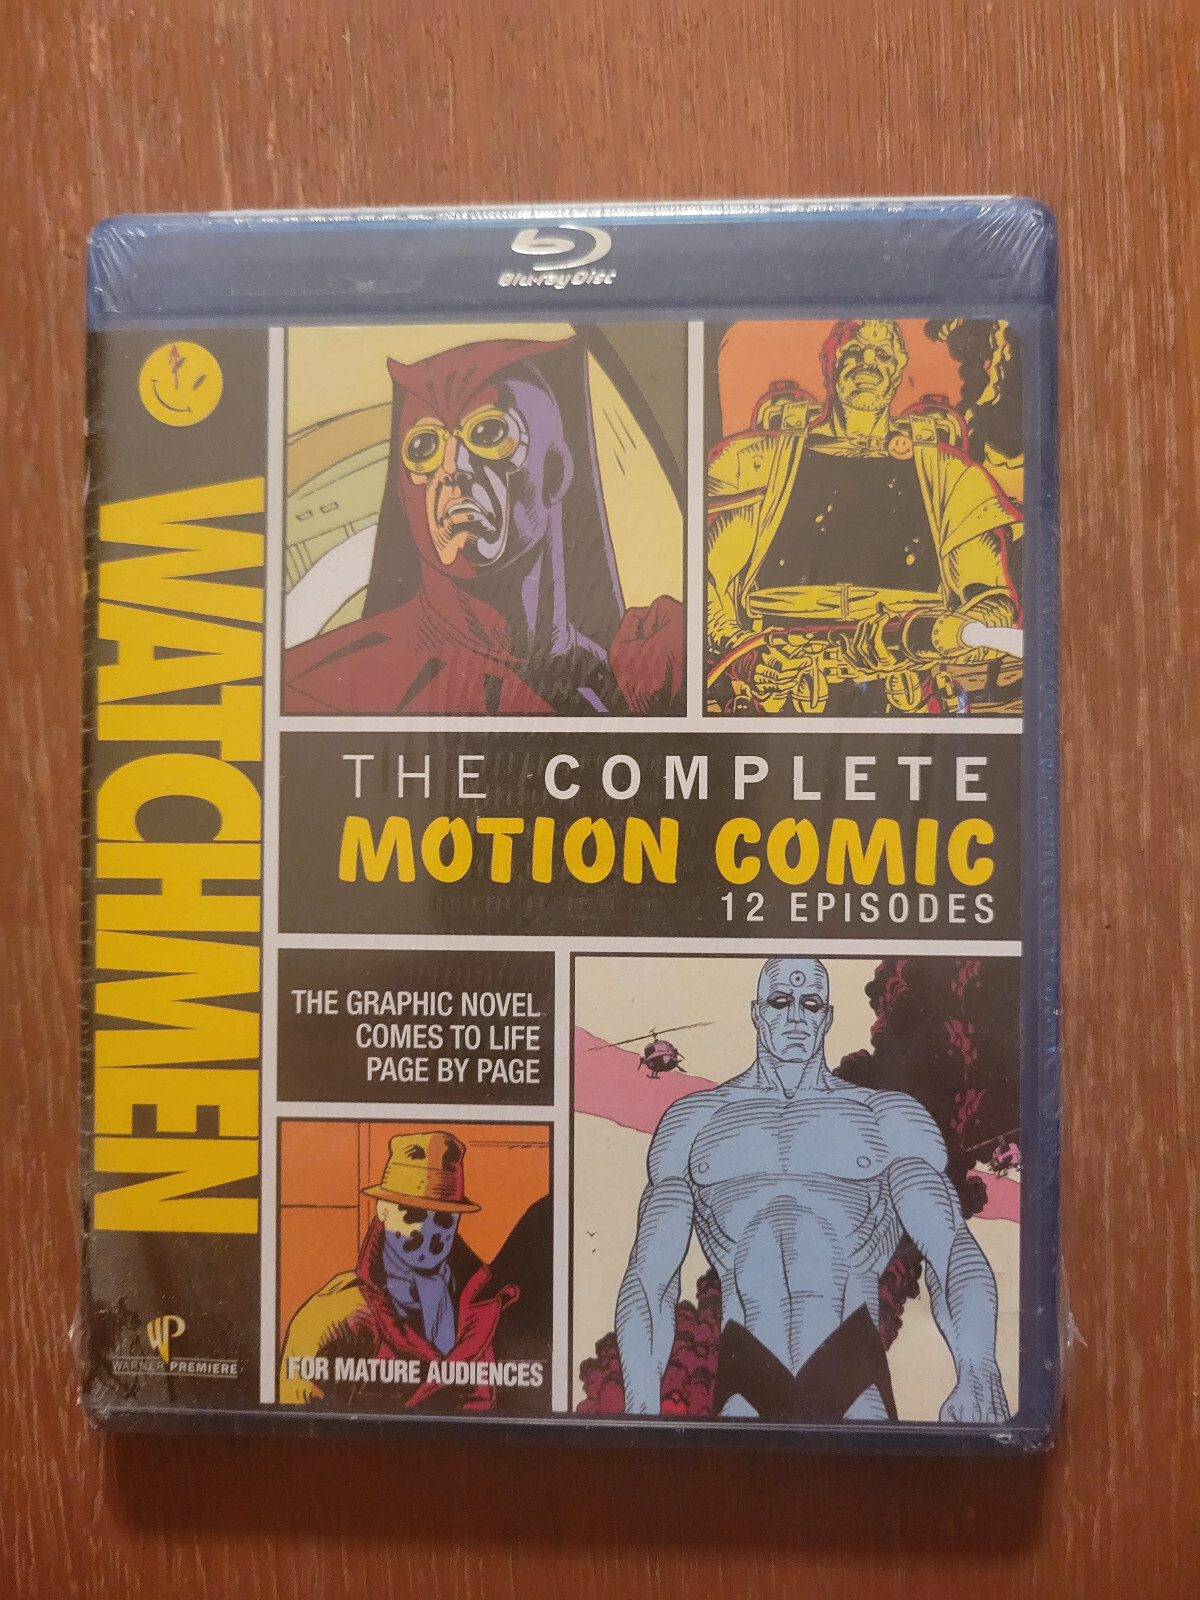 Blu-ray Disc
WATCHMEN
THE COMPLETE
MOTION COMIC
12 EPISODES
THE GRAPHIC NOVEL
COMES TO LIFE
PAGE BY PAGE
FOR MATURE AUDIENCES
WP
WARNER PREMIERE